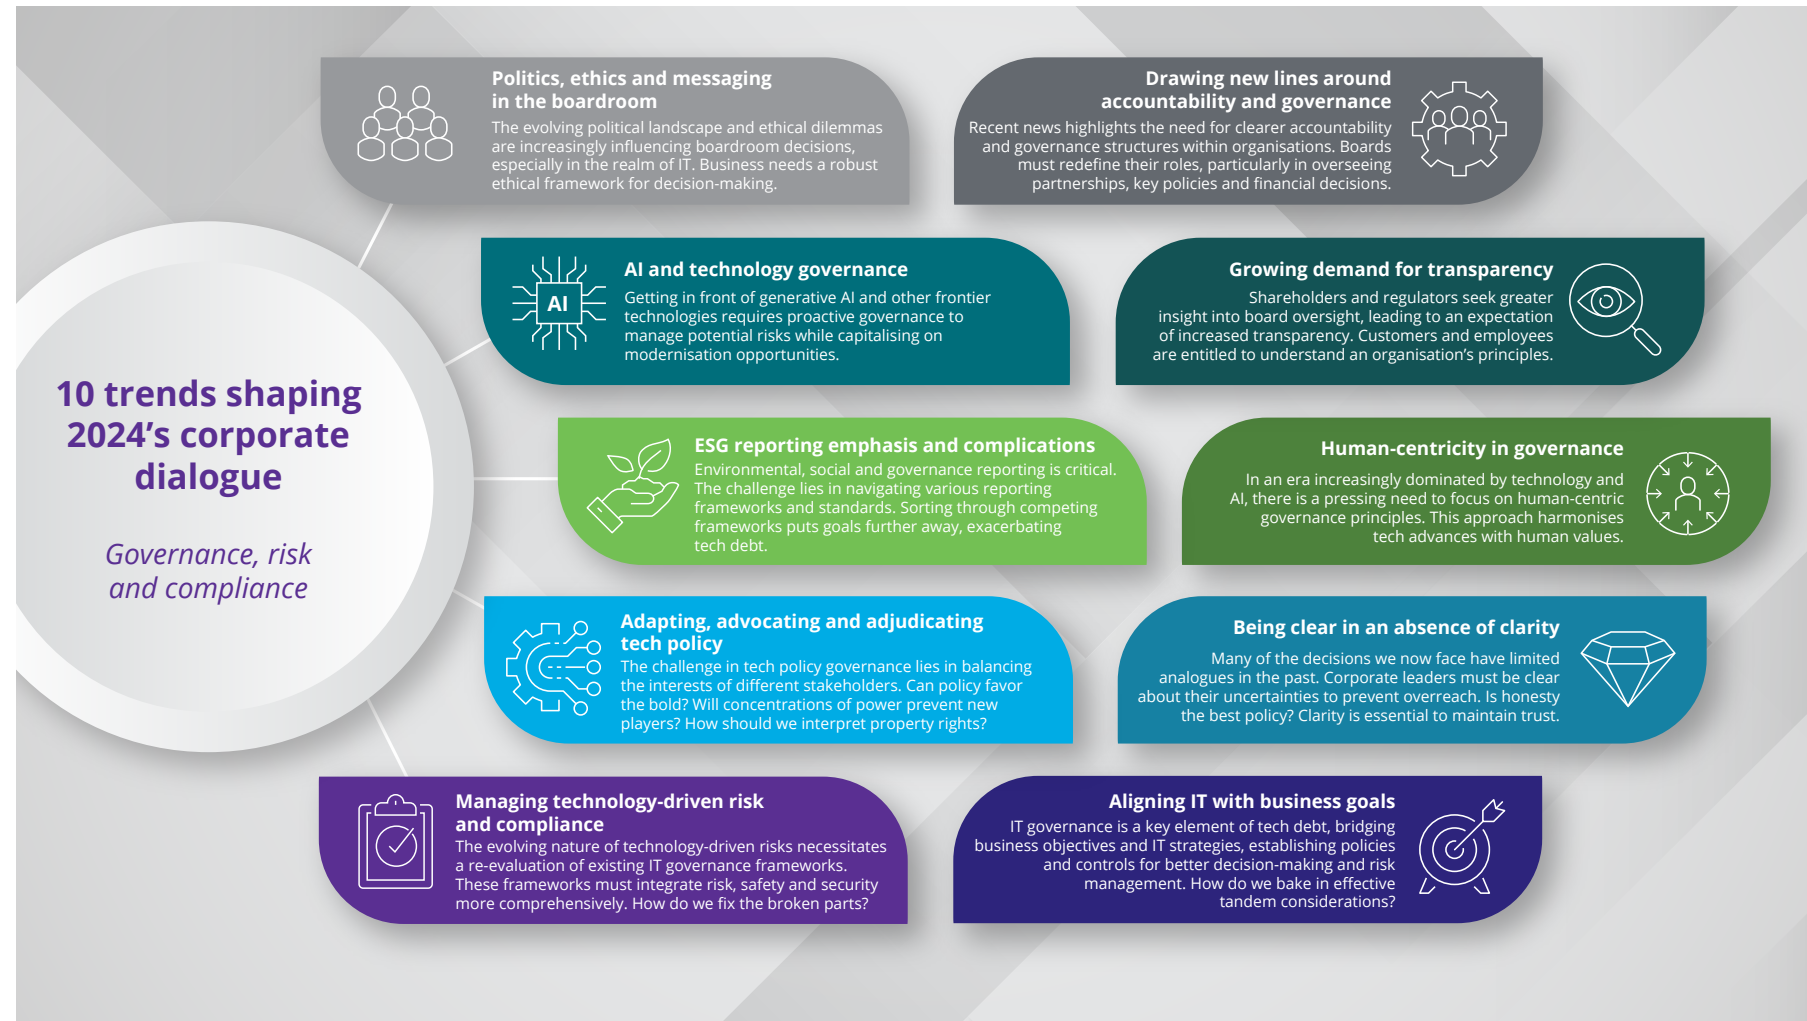 10 trends shaping
2024’s corporate
dialogue
Governance, risk
and compliance
Politics, ethics and messaging
in the boardroom
The evolving political landscape and ethical dilemmas
are increasingly influencing boardroom decisions,
especially in the realm of IT. Business needs a robust
ethical framework for decision-making.
Drawing new lines around
accountability and governance
Recent news highlights the need for clearer accountability
and governance structures within organisations. Boards
must redefine their roles, particularly in overseeing
partnerships, key policies and financial decisions.
AI
AI and technology governance
Getting in front of generative AI and other frontier
technologies requires proactive governance to
manage potential risks while capitalising on
modernisation opportunities.
Growing demand for transparency
Shareholders and regulators seek greater
insight into board oversight, leading to an expectation
of increased transparency. Customers and employees
are entitled to understand an organisation’s principles.
ESG reporting emphasis and complications
Environmental, social and governance reporting is critical.
The challenge lies in navigating various reporting
frameworks and standards. Sorting through competing
frameworks puts goals further away, exacerbating
tech debt.
Human-centricity in governance
In an era increasingly dominated by technology and
AI, there is a pressing need to focus on human-centric
governance principles. This approach harmonises
tech advances with human values.
Adapting, advocating and adjudicating
tech policy
The challenge in tech policy governance lies in balancing
the interests of different stakeholders. Can policy favor
the bold? Will concentrations of power prevent new
players? How should we interpret property rights?
Being clear in an absence of clarity
Many of the decisions we now face have limited
analogues in the past. Corporate leaders must be clear
about their uncertainties to prevent overreach. Is honesty
the best policy? Clarity is essential to maintain trust.
Managing technology-driven risk
and compliance
The evolving nature of technology-driven risks necessitates
a re-evaluation of existing IT governance frameworks.
These frameworks must integrate risk, safety and security
more comprehensively. How do we fix the broken parts?
Aligning IT with business goals
IT governance is a key element of tech debt, bridging
business objectives and IT strategies, establishing policies
and controls for better decision-making and risk
management. How do we bake in effective
tandem considerations?